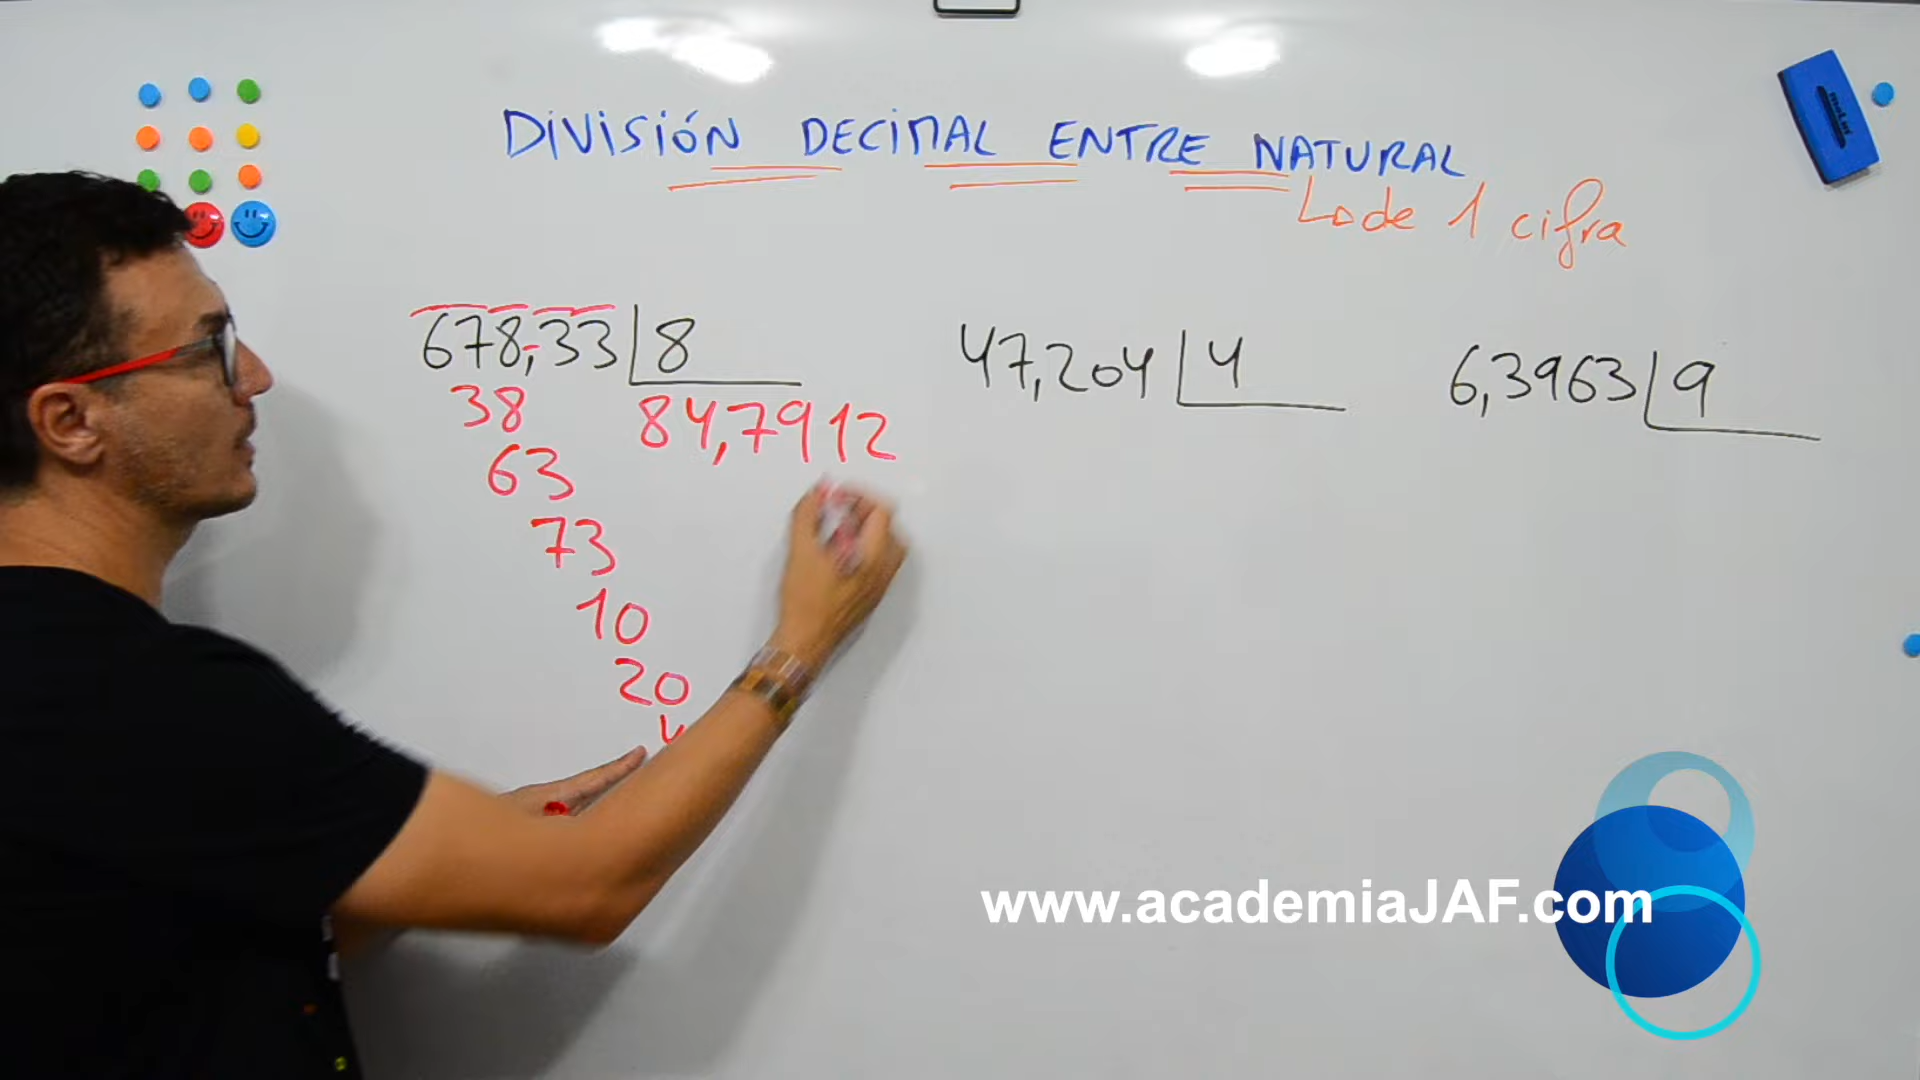 DIVISIÓN DECIMAL ENTRE NATURAL
↳ de 1 cifra
678,33 | 8
38
84,7912
63
73
10
20
4
47,204 | 4
6,3963 | 9
www.academiaJAF.com